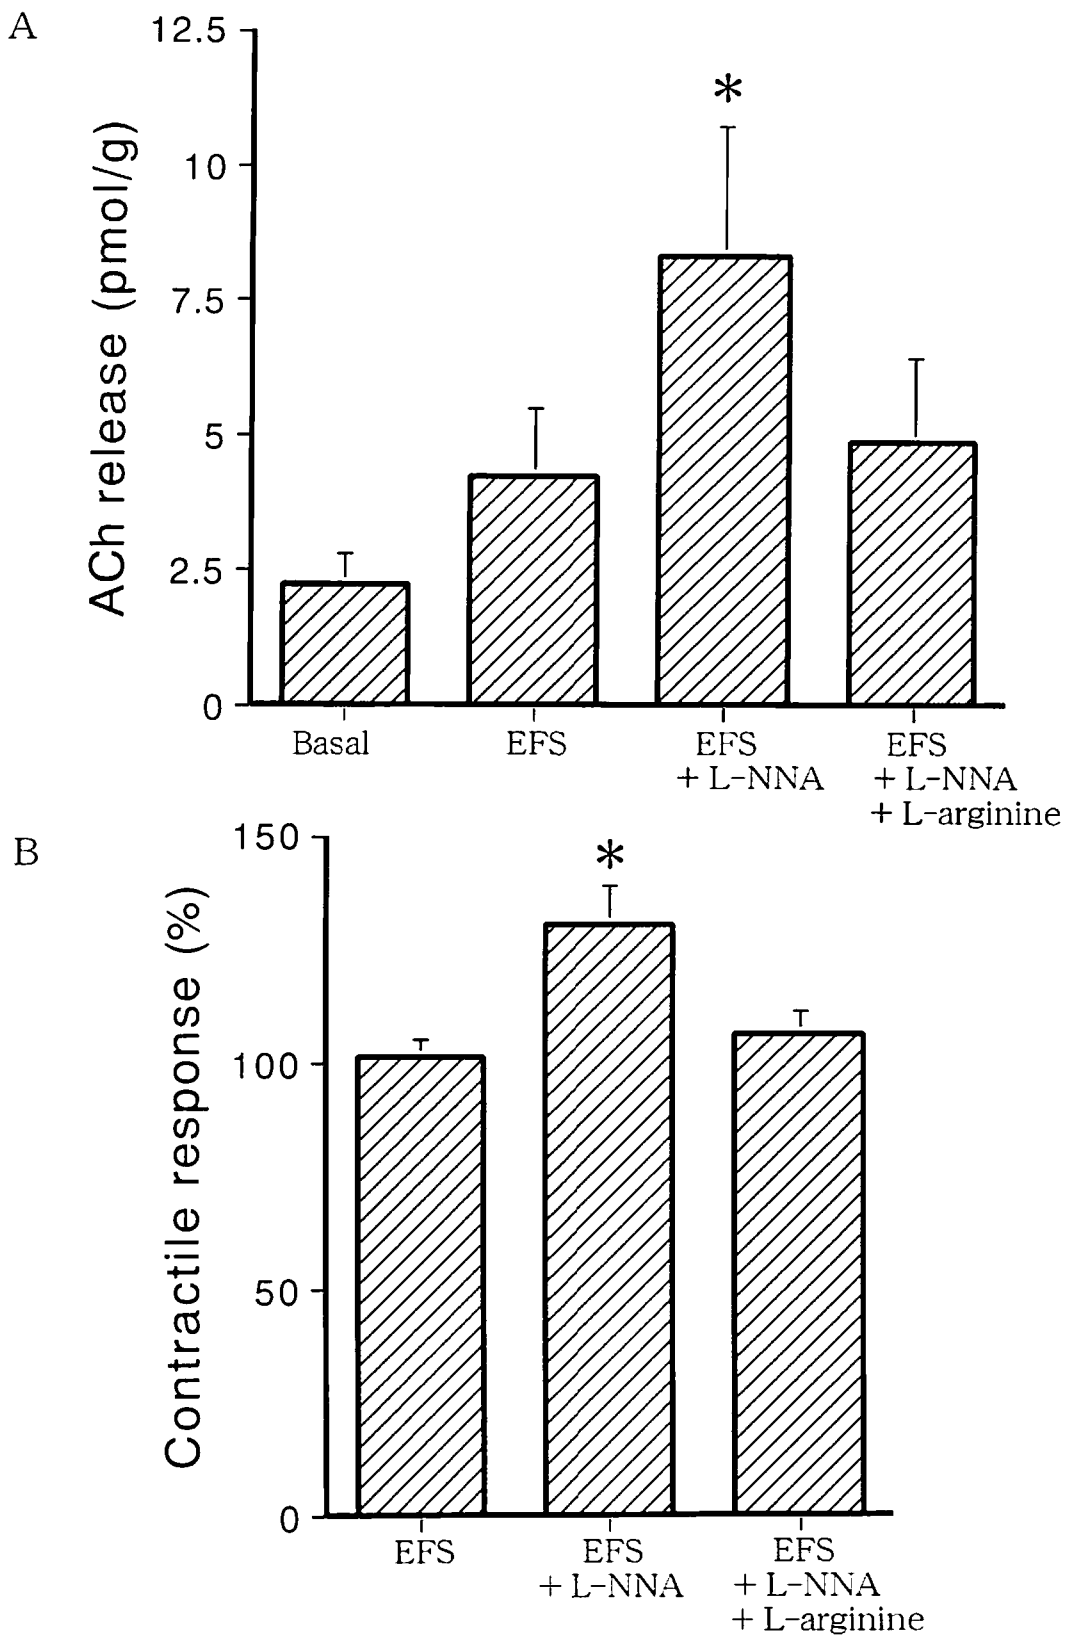 A
12.5
10
7.5
5
2.5
0
ACh release (pmol/g)
*
Basal
EFS
EFS
+ L-NNA
EFS
+ L-NNA
+ L-arginine
B
150
100
50
0
Contractile response (%)
*
EFS
EFS
+ L-NNA
EFS
+ L-NNA
+ L-arginine